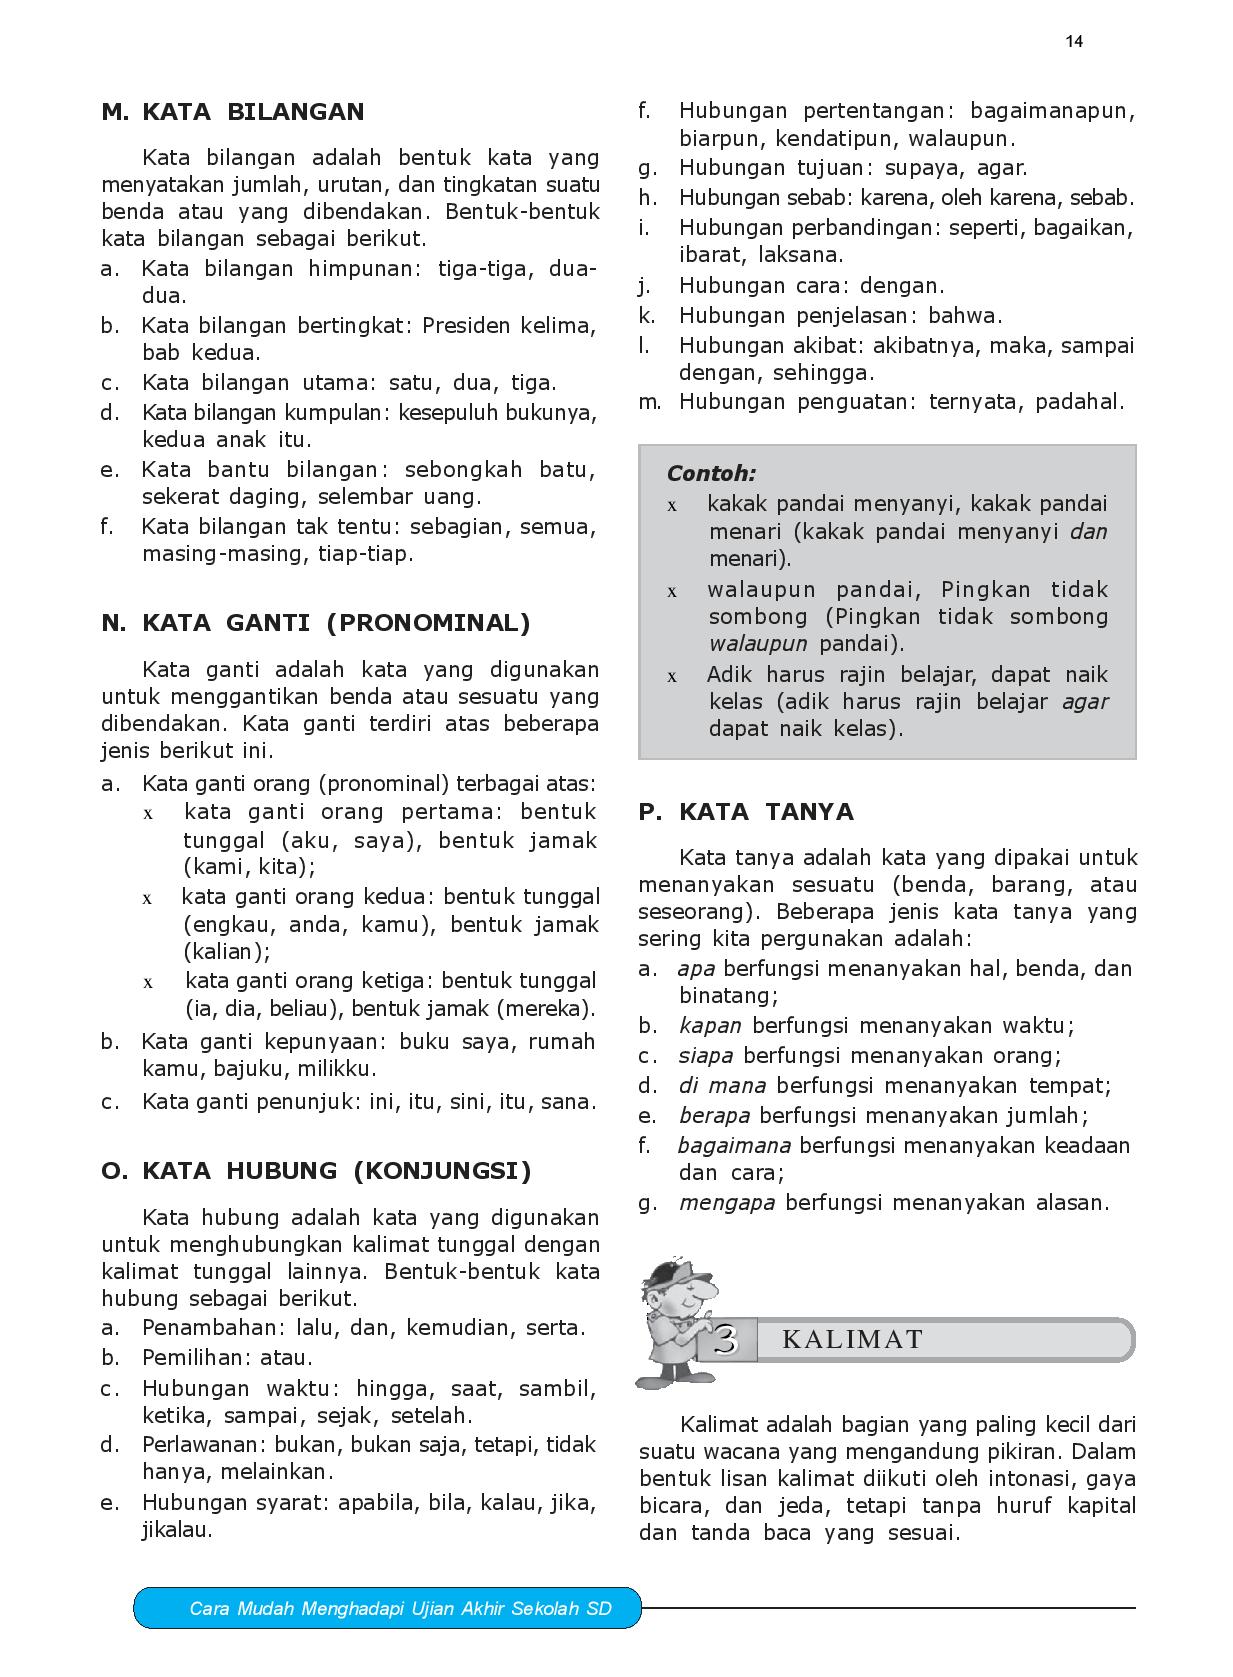 14
M. KATA BILANGAN
Kata bilangan adalah bentuk kata yang
menyatakan jumlah, urutan, dan tingkatan suatu
benda atau yang dibendakan. Bentuk-bentuk
kata bilangan sebagai berikut.
a. Kata bilangan himpunan: tiga-tiga, dua-
dua.
b. Kata bilangan bertingkat: Presiden kelima,
bab kedua.
c. Kata bilangan utama: satu, dua, tiga.
d. Kata bilangan kumpulan: kesepuluh bukunya,
kedua anak itu.
e. Kata bantu bilangan: sebongkah batu,
sekerat daging, selembar uang.
f. Kata bilangan tak tentu: sebagian, semua,
masing-masing, tiap-tiap.
N. KATA GANTI (PRONOMINAL)
Kata ganti adalah kata yang digunakan
untuk menggantikan benda atau sesuatu yang
dibendakan. Kata ganti terdiri atas beberapa
jenis berikut ini.
a. Kata ganti orang (pronominal) terbagai atas:
x kata ganti orang pertama: bentuk
tunggal (aku, saya), bentuk jamak
(kami, kita);
x kata ganti orang kedua: bentuk tunggal
(engkau, anda, kamu), bentuk jamak
(kalian);
x kata ganti orang ketiga: bentuk tunggal
(ia, dia, beliau), bentuk jamak (mereka).
b. Kata ganti kepunyaan: buku saya, rumah
kamu, bajuku, milikku.
c. Kata ganti penunjuk: ini, itu, sini, itu, sana.
O. KATA HUBUNG (KONJUNGSI)
Kata hubung adalah kata yang digunakan
untuk menghubungkan kalimat tunggal dengan
kalimat tunggal lainnya. Bentuk-bentuk kata
hubung sebagai berikut.
a. Penambahan: lalu, dan, kemudian, serta.
b. Pemilihan: atau.
c. Hubungan waktu: hingga, saat, sambil,
ketika, sampai, sejak, setelah.
d. Perlawanan: bukan, bukan saja, tetapi, tidak
hanya, melainkan.
e. Hubungan syarat: apabila, bila, kalau, jika,
jikalau.
f. Hubungan pertentangan: bagaimanapun,
biarpun, kendatipun, walaupun.
g. Hubungan tujuan: supaya, agar.
h. Hubungan sebab: karena, oleh karena, sebab.
i. Hubungan perbandingan: seperti, bagaikan,
ibarat, laksana.
j. Hubungan cara: dengan.
k. Hubungan penjelasan: bahwa.
l. Hubungan akibat: akibatnya, maka, sampai
dengan, sehingga.
m. Hubungan penguatan: ternyata, padahal.
Contoh:
x kakak pandai menyanyi, kakak pandai
menari (kakak pandai menyanyi dan
menari).
x walaupun pandai, Pingkan tidak
sombong (Pingkan tidak sombong
walaupun pandai).
x Adik harus rajin belajar, dapat naik
kelas (adik harus rajin belajar agar
dapat naik kelas).
P. KATA TANYA
Kata tanya adalah kata yang dipakai untuk
menanyakan sesuatu (benda, barang, atau
seseorang). Beberapa jenis kata tanya yang
sering kita pergunakan adalah:
a. apa berfungsi menanyakan hal, benda, dan
binatang;
b. kapan berfungsi menanyakan waktu;
c. siapa berfungsi menanyakan orang;
d. di mana berfungsi menanyakan tempat;
e. berapa berfungsi menanyakan jumlah;
f. bagaimana berfungsi menanyakan keadaan
dan cara;
g. mengapa berfungsi menanyakan alasan.
3 KALIMAT
Kalimat adalah bagian yang paling kecil dari
suatu wacana yang mengandung pikiran. Dalam
bentuk lisan kalimat diikuti oleh intonasi, gaya
bicara, dan jeda, tetapi tanpa huruf kapital
dan tanda baca yang sesuai.
Cara Mudah Menghadapi Ujian Akhir Sekolah SD